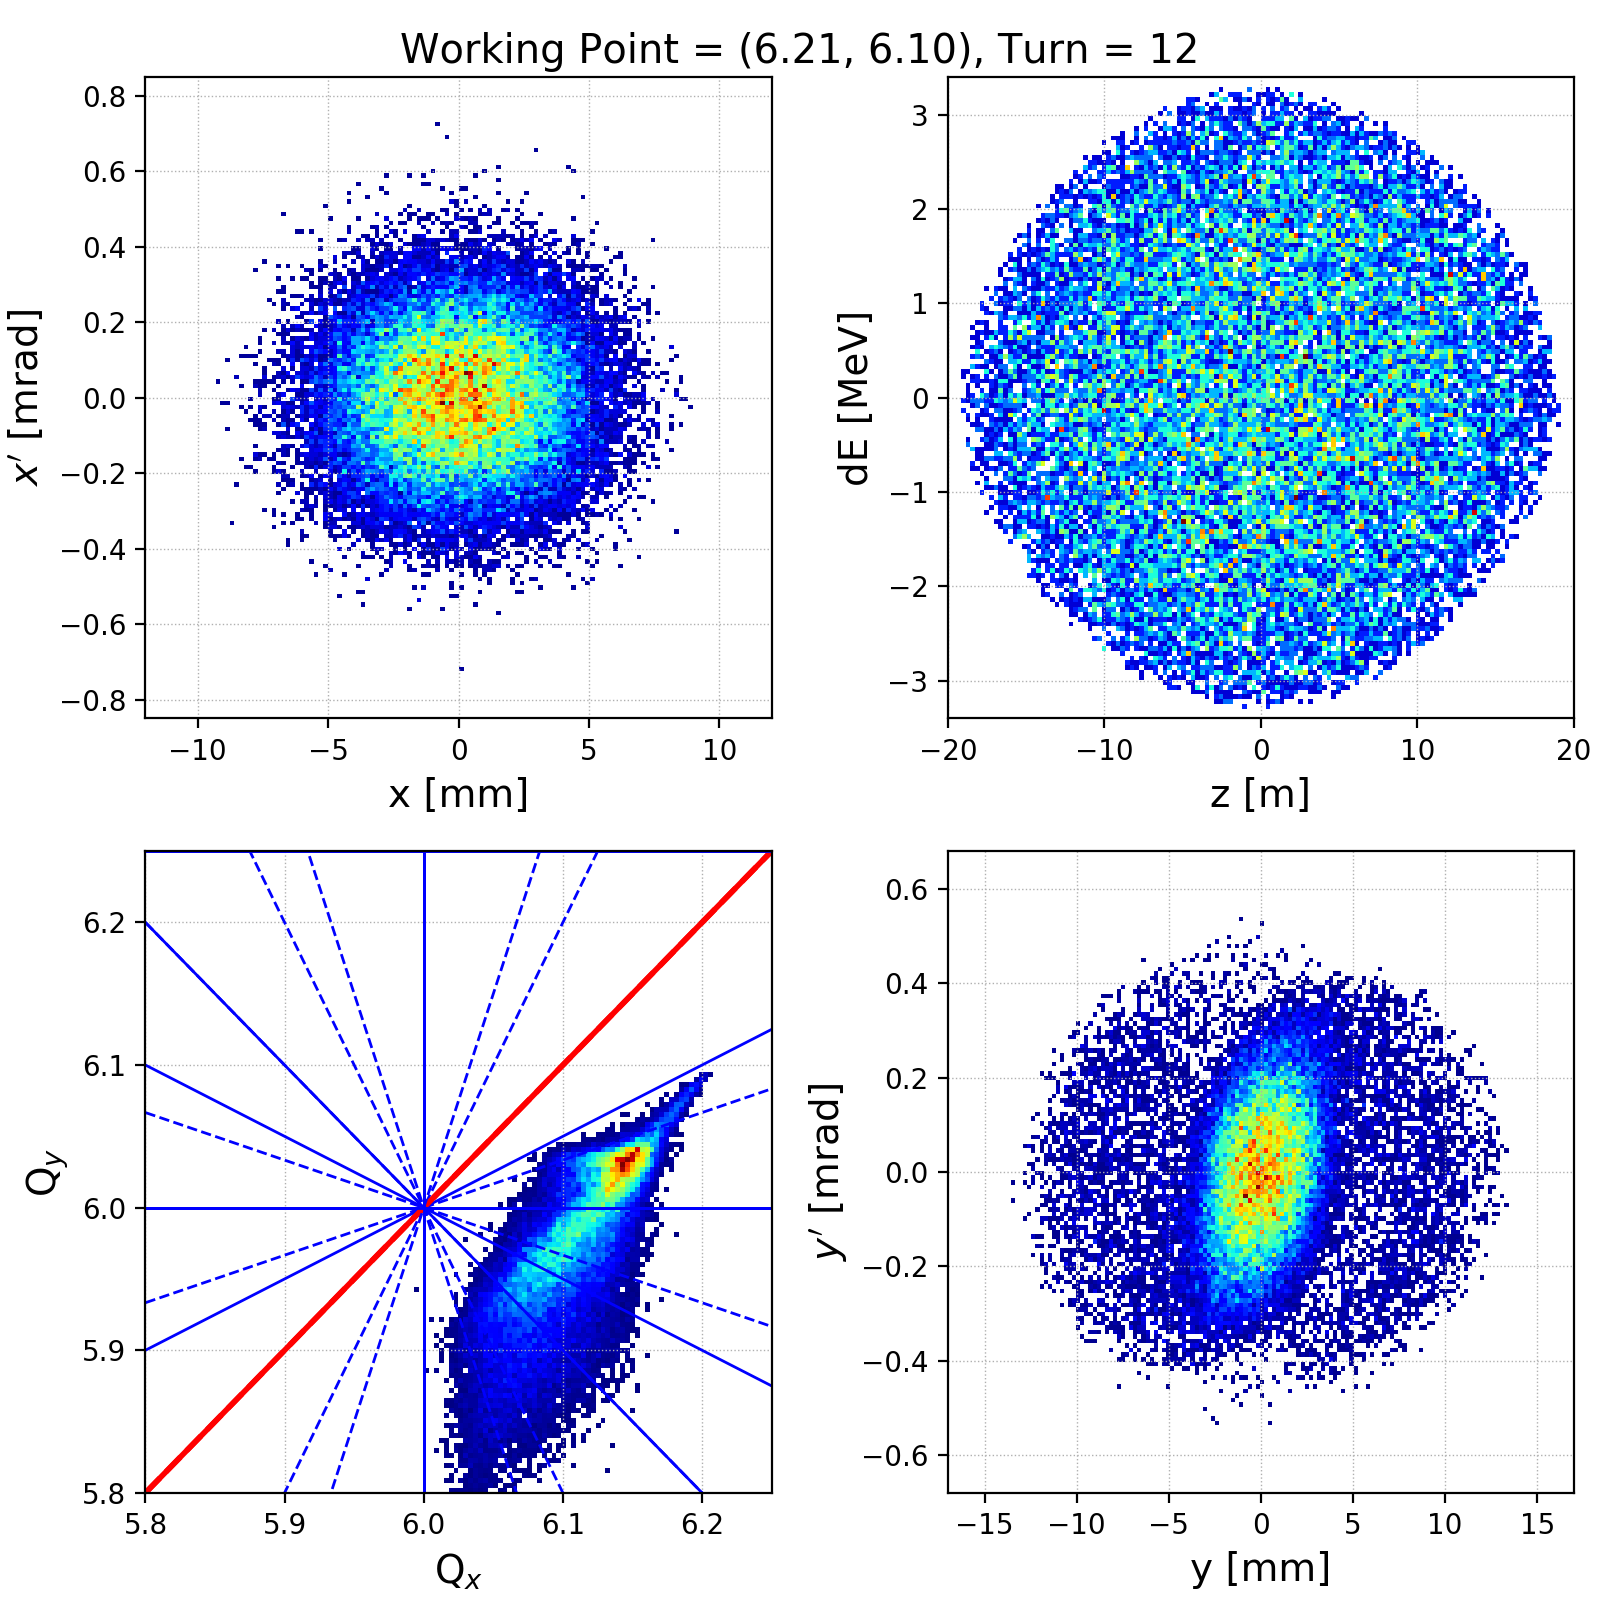 Working Point = (6.21, 6.10), Turn = 12
0.8
0.6
0.4
0.2
0.0
−0.2
−0.4
−0.6
−0.8
x′ [mrad]
−10 −5 0 5 10
x [mm]
3
2
1
0
−1
−2
−3
dE [MeV]
−20 −10 0 10 20
z [m]
6.2
6.1
6.0
5.9
5.8
Qy
5.8 5.9 6.0 6.1 6.2
Qx
0.6
0.4
0.2
0.0
−0.2
−0.4
−0.6
y′ [mrad]
−15 −10 −5 0 5 10 15
y [mm]